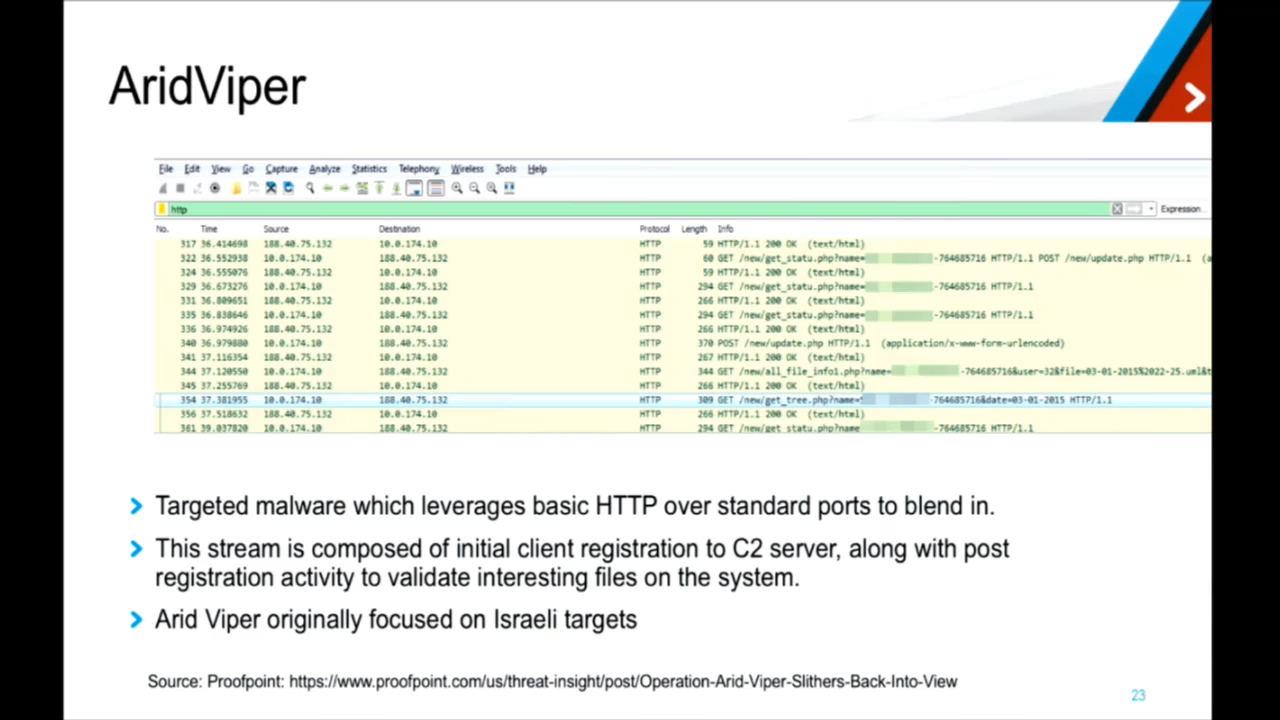 AridViper
File Edit View Go Capture Analyze Statistics Telephony Wireless Tools Help
http Expression
No. Time Source Destination Protocol Length Info
317 36.414698 188.40.75.132 10.0.174.10 HTTP 59 HTTP/1.1 200 OK (text/html)
322 36.552938 10.0.174.10 188.40.75.132 HTTP 60 GET /new/get_statu.php?name= -764685716 HTTP/1.1 POST /new/update.php HTTP/1.1 (a
324 36.555076 188.40.75.132 10.0.174.10 HTTP 59 HTTP/1.1 200 OK (text/html)
329 36.673276 10.0.174.10 188.40.75.132 HTTP 294 GET /new/get_statu.php?name= -764685716 HTTP/1.1
331 36.809651 188.40.75.132 10.0.174.10 HTTP 266 HTTP/1.1 200 OK (text/html)
335 36.838646 10.0.174.10 188.40.75.132 HTTP 294 GET /new/get_statu.php?name= -764685716 HTTP/1.1
336 36.974926 188.40.75.132 10.0.174.10 HTTP 266 HTTP/1.1 200 OK (text/html)
340 36.979880 10.0.174.10 188.40.75.132 HTTP 370 POST /new/update.php HTTP/1.1 (application/x-www-form-urlencoded)
341 37.116354 188.40.75.132 10.0.174.10 HTTP 267 HTTP/1.1 200 OK (text/html)
344 37.120550 10.0.174.10 188.40.75.132 HTTP 344 GET /new/all_file_info1.php?name= -764685716&user=32&file=03-01-2015%2022-25.uml&t
345 37.255769 188.40.75.132 10.0.174.10 HTTP 266 HTTP/1.1 200 OK (text/html)
354 37.381955 10.0.174.10 188.40.75.132 HTTP 309 GET /new/get_tree.php?name= -764685716&date=03-01-2015 HTTP/1.1
356 37.518632 188.40.75.132 10.0.174.10 HTTP 266 HTTP/1.1 200 OK (text/html)
361 39.037820 10.0.174.10 188.40.75.132 HTTP 294 GET /new/get_statu.php?name -764685716 HTTP/1.1
Targeted malware which leverages basic HTTP over standard ports to blend in.
This stream is composed of initial client registration to C2 server, along with post
registration activity to validate interesting files on the system.
Arid Viper originally focused on Israeli targets
Source: Proofpoint: https://www.proofpoint.com/us/threat-insight/post/Operation-Arid-Viper-Slithers-Back-Into-View
23